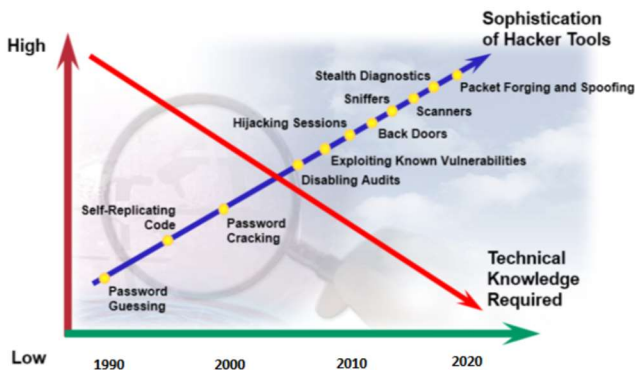 Sophistication
of Hacker Tools
High
Stealth Diagnostics
Packet Forging and Spoofing
Sniffers
Scanners
Hijacking Sessions
Back Doors
Exploiting Known Vulnerabilities
Disabling Audits
Self-Replicating
Code
Password
Cracking
Technical
Knowledge
Required
Password
Guessing
Low
1990
2000
2010
2020